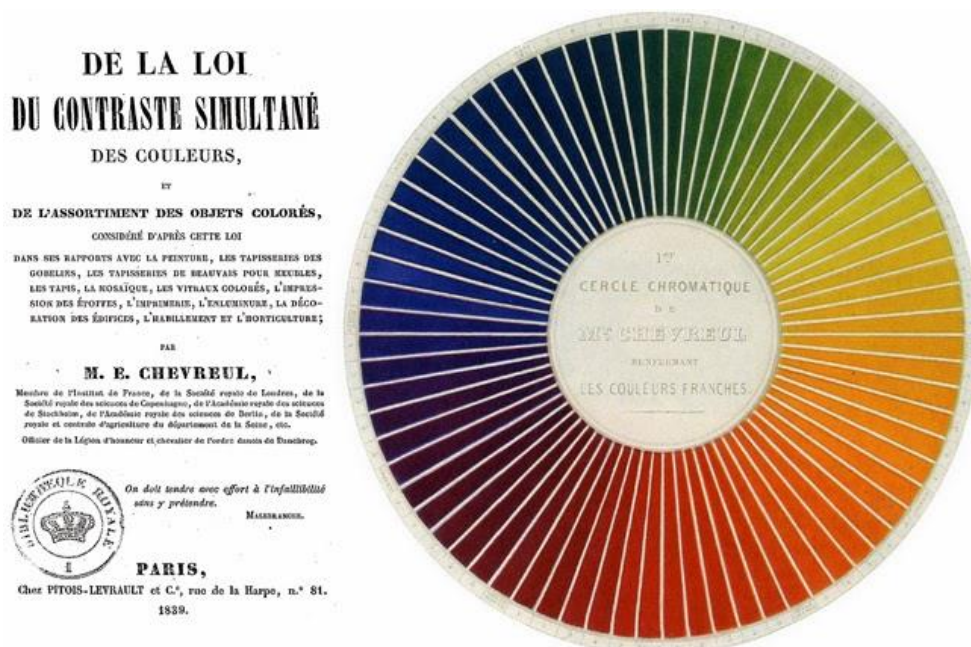 DE LA LOI
DU CONTRASTE SIMULTANÉ
DES COULEURS,
ET
DE L'ASSORTIMENT DES OBJETS COLORÉS,
CONSIDÉRÉ D'APRÈS CETTE LOI
DANS SES RAPPORTS AVEC LA PEINTURE, LES TAPISSERIES DES
GOBELINS, LES TAPISSERIES DE BEAUVAIS POUR MEUBLES,
LES TAPIS, LA MOSAÏQUE, LES VITRAUX COLORÉS, L'IMPRES-
SION DES ÉTOFFES, L'IMPRIMERIE, L'ENLUMINURE, LA DÉCO-
RATION DES ÉDIFICES, L'HABILLEMENT ET L'HORTICULTURE;
PAR
M. E. CHEVREUL,
Membre de l'Institut de France, de la Société royale de Londres, de la
Société royale des sciences de Copenhague, de l'Académie royale des sciences
de Stockholm, de l'Académie royale des sciences de Berlin, de la Société
royale et centrale d'agriculture du département de la Seine, etc.
Officier de la Légion d'honneur et chevalier de l'ordre danois de Danebrog.
On doit tendre avec effort à l'infaillibilité
sans y prétendre.
MALEBRANCHE.
BIBLIOTHEQUE ROYALE
PARIS,
Chez PITOIS-LEVRAULT et C.e, rue de la Harpe, n.º 81.
1839.
1er
CERCLE CHROMATIQUE
DE
Mr CHEVREUL
RENFERMANT
LES COULEURS FRANCHES